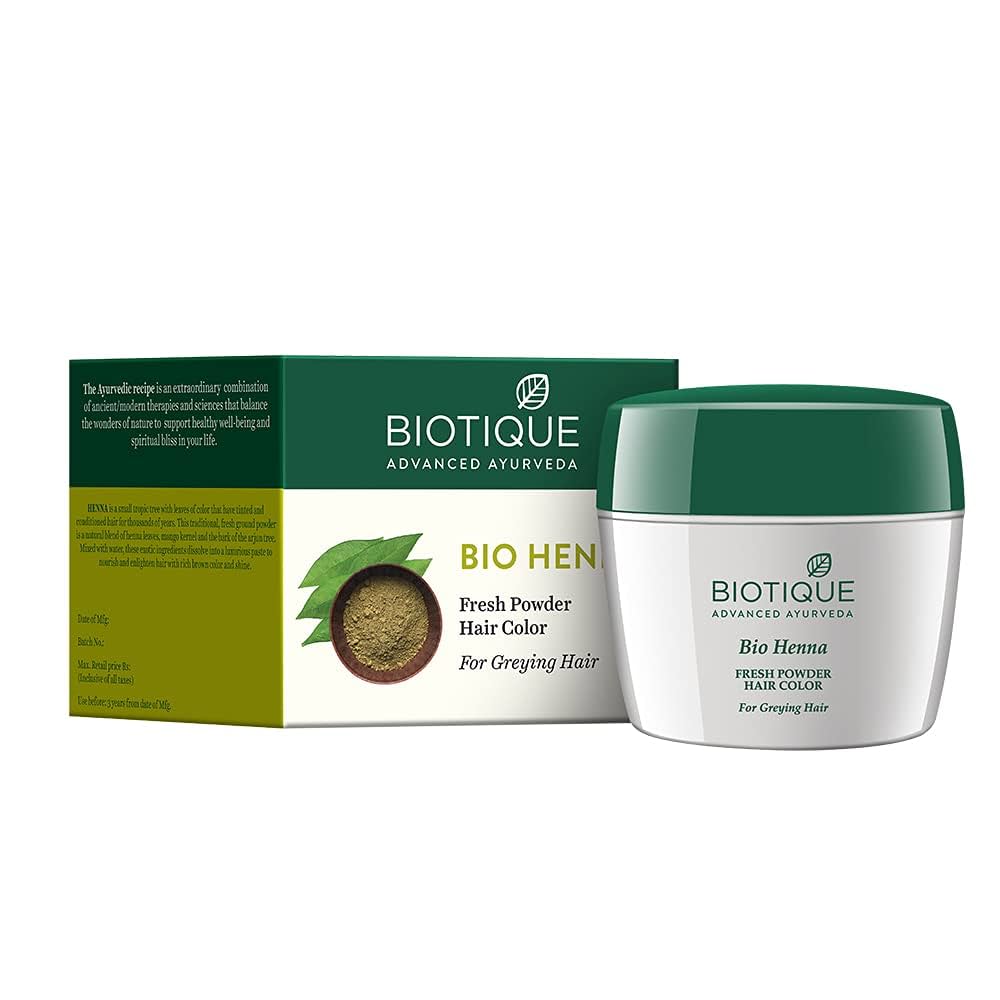 The Ayurvedic recipe is an extraordinary combination
of ancient/modern therapies and sciences that balance
the wonders of nature to support healthy well-being and
spiritual bliss in your life.
HENNA is a small tropic tree with leaves of color that have tinted and
conditioned hair for thousands of years. This traditional, fresh ground powder
is a natural blend of henna leaves, mango kernel and the bark of the arjun tree.
Mixed with water, these exotic ingredients dissolve into a luxurious paste to
nourish and enlighten hair with rich brown color and shine.
Date of Mfg:
Batch No.:
Max. Retail price Rs:
(Inclusive of all taxes)
Use before: 3 years from date of Mfg.
BIOTIQUE
ADVANCED AYURVEDA
BIO HEN
Fresh Powder
Hair Color
For Greying Hair
BIOTIQUE
ADVANCED AYURVEDA
Bio Henna
FRESH POWDER
HAIR COLOR
For Greying Hair